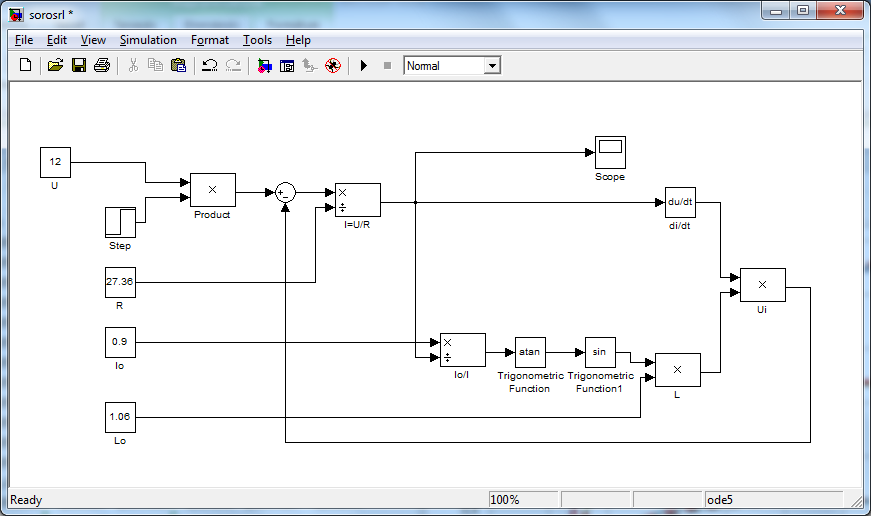 sorosrl *
File Edit View Simulation Format Tools Help
Normal
12
U
×
Product
Step
+
−
×
÷
I=U/R
Scope
du/dt
di/dt
27.36
R
×
Ui
0.9
Io
×
÷
Io/I
atan
Trigonometric
Function
sin
Trigonometric
Function1
×
L
1.06
Lo
Ready 100% ode5